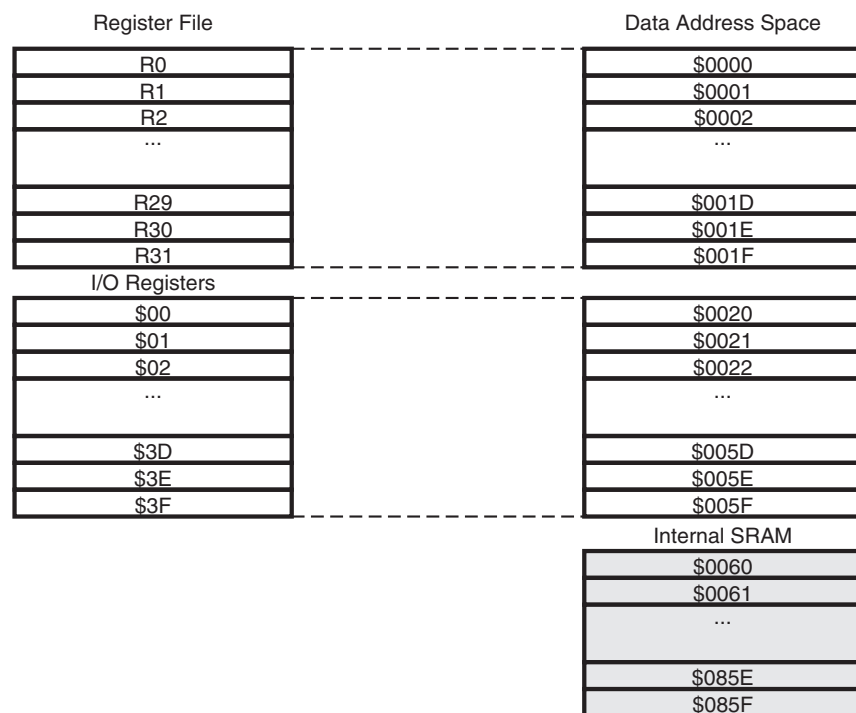 Register File
Data Address Space
R0
$0000
R1
$0001
R2
$0002
...
...
R29
$001D
R30
$001E
R31
$001F
I/O Registers
$00
$0020
$01
$0021
$02
$0022
...
...
$3D
$005D
$3E
$005E
$3F
$005F
Internal SRAM
$0060
$0061
...
$085E
$085F